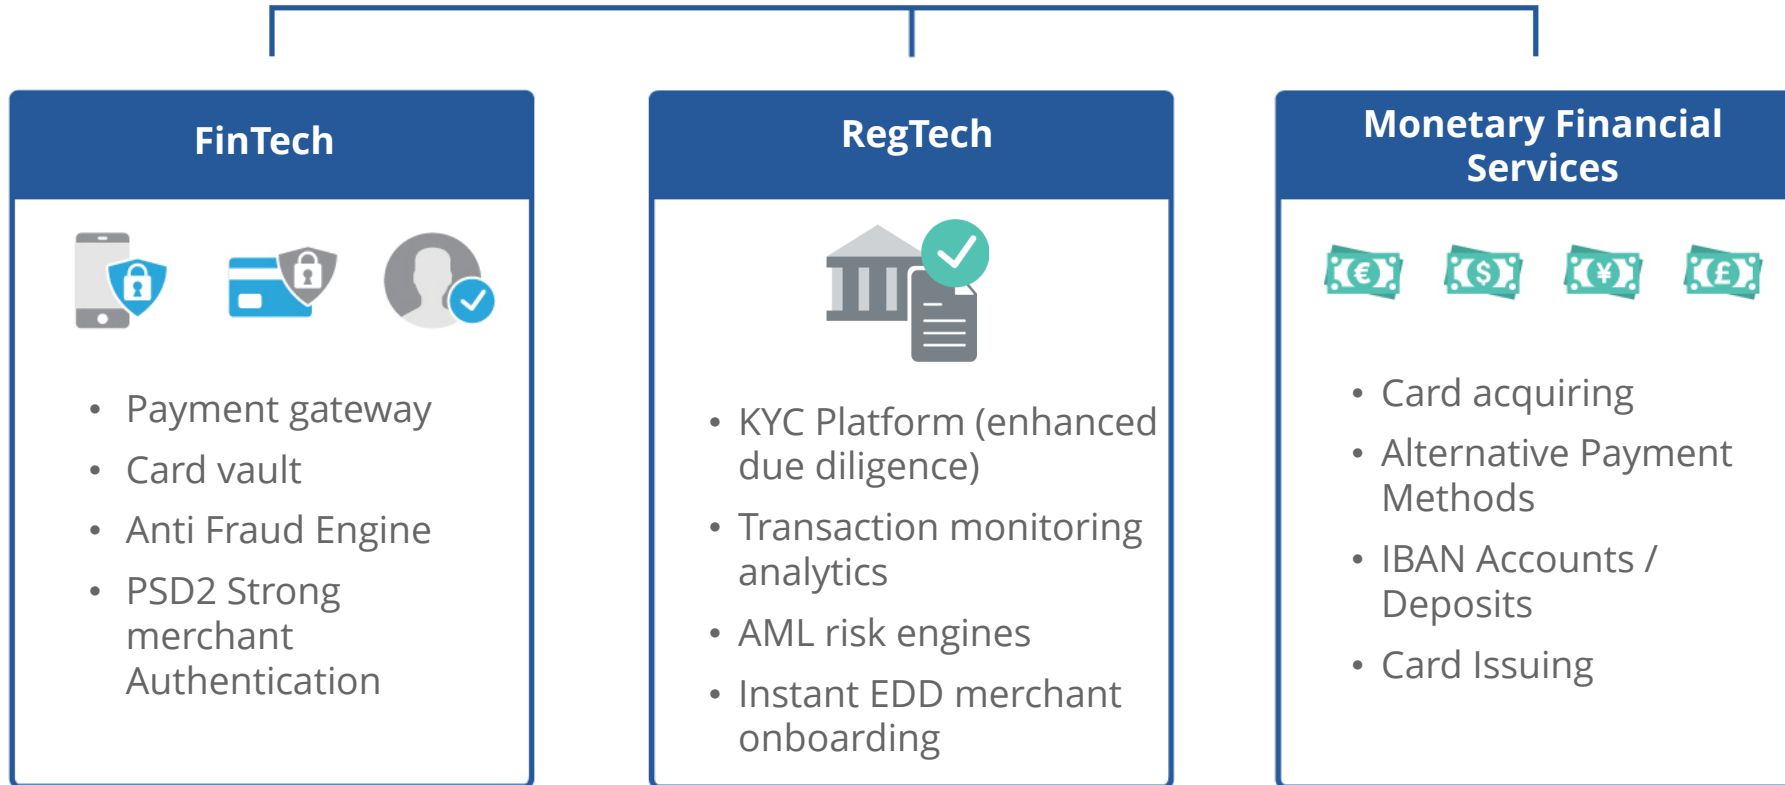 FinTech
• Payment gateway
• Card vault
• Anti Fraud Engine
• PSD2 Strong
merchant
Authentication
RegTech
• KYC Platform (enhanced
due diligence)
• Transaction monitoring
analytics
• AML risk engines
• Instant EDD merchant
onboarding
Monetary Financial
Services
€ $ ¥ £
• Card acquiring
• Alternative Payment
Methods
• IBAN Accounts /
Deposits
• Card Issuing